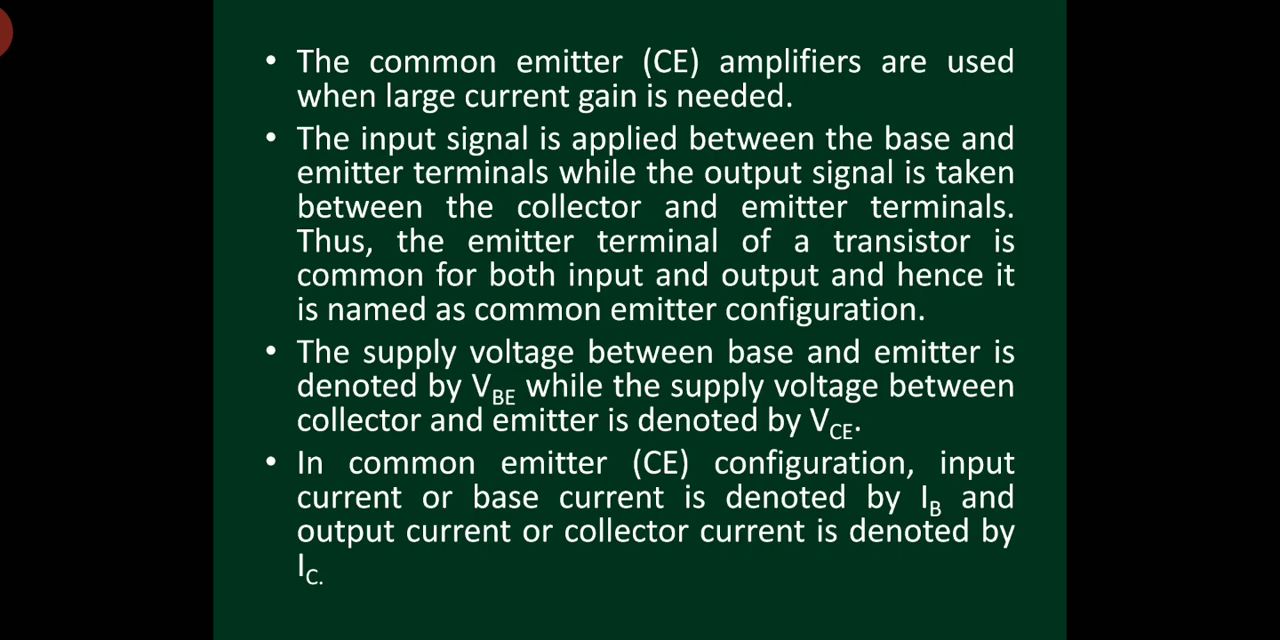 • The common emitter (CE) amplifiers are used
when large current gain is needed.
• The input signal is applied between the base and
emitter terminals while the output signal is taken
between the collector and emitter terminals.
Thus, the emitter terminal of a transistor is
common for both input and output and hence it
is named as common emitter configuration.
• The supply voltage between base and emitter is
denoted by V_BE while the supply voltage between
collector and emitter is denoted by V_CE.
• In common emitter (CE) configuration, input
current or base current is denoted by I_B and
output current or collector current is denoted by
I_C.